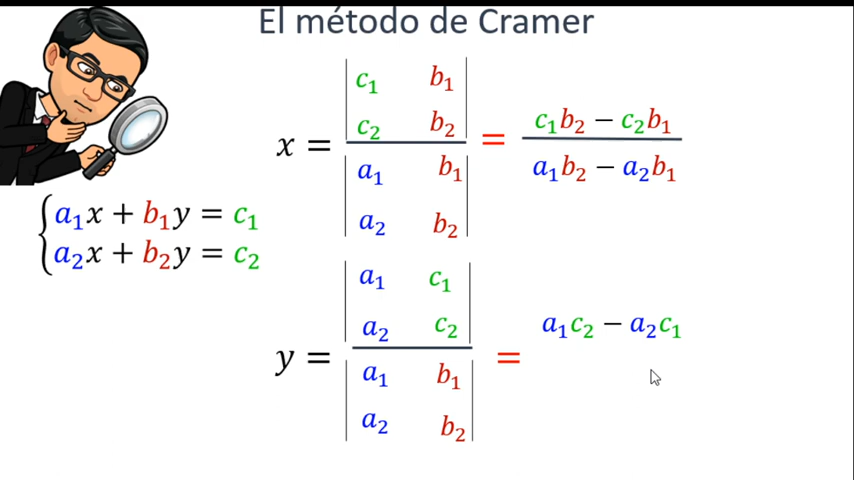 El método de Cramer
a₁x + b₁y = c₁
a₂x + b₂y = c₂
c₁ b₁
c₂ b₂
x = =
a₁ b₁
a₂ b₂
c₁b₂ − c₂b₁
a₁b₂ − a₂b₁
a₁ c₁
a₂ c₂
y = =
a₁ b₁
a₂ b₂
a₁c₂ − a₂c₁